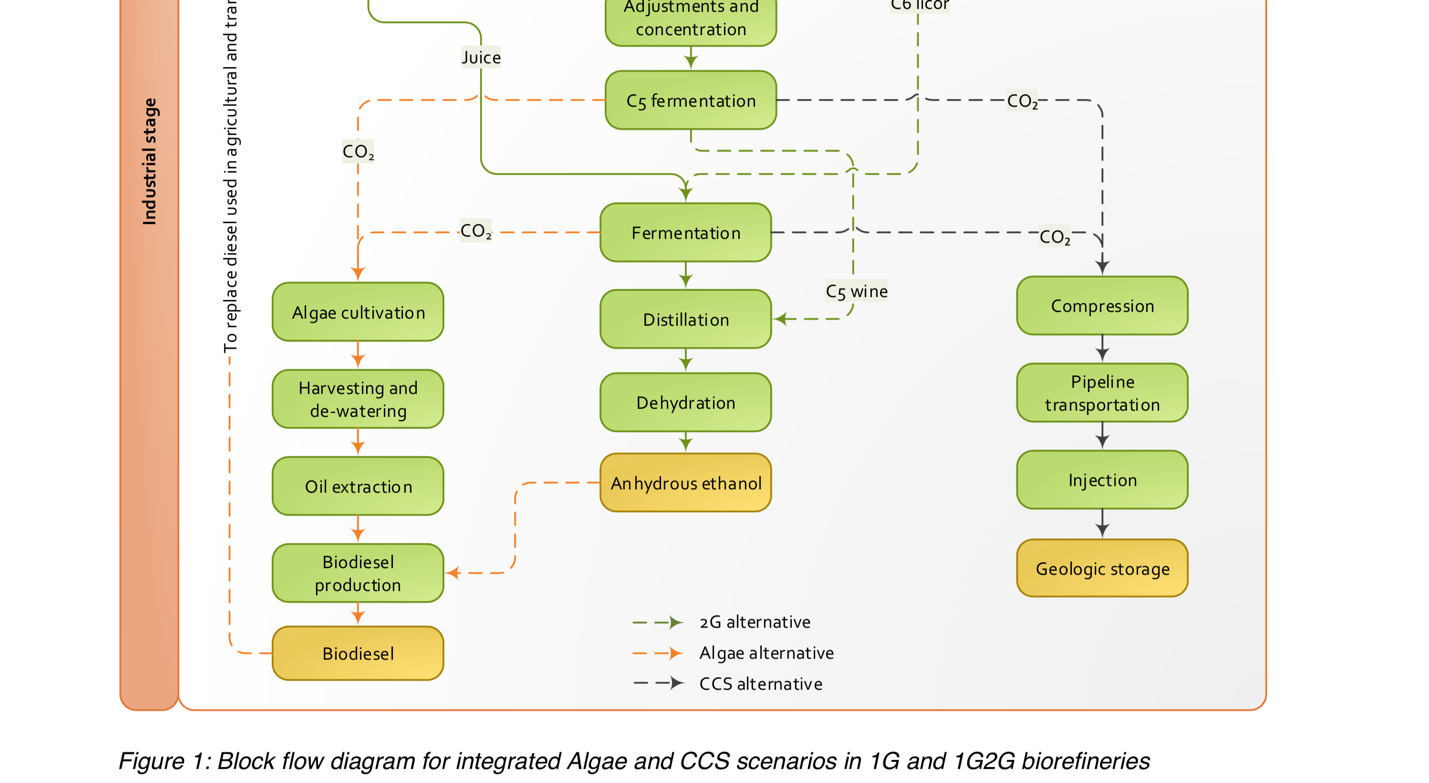 Adjustments and
concentration
C6 licor
Juice
C5 fermentation
CO₂
CO₂
Industrial stage
To replace diesel used in agricultural and
Fermentation
CO₂
CO₂
C5 wine
Algae cultivation
Distillation
Compression
Harvesting and
de-watering
Dehydration
Pipeline
transportation
Oil extraction
Anhydrous ethanol
Injection
Biodiesel
production
Geologic storage
Biodiesel
2G alternative
Algae alternative
CCS alternative
Figure 1: Block flow diagram for integrated Algae and CCS scenarios in 1G and 1G2G biorefineries